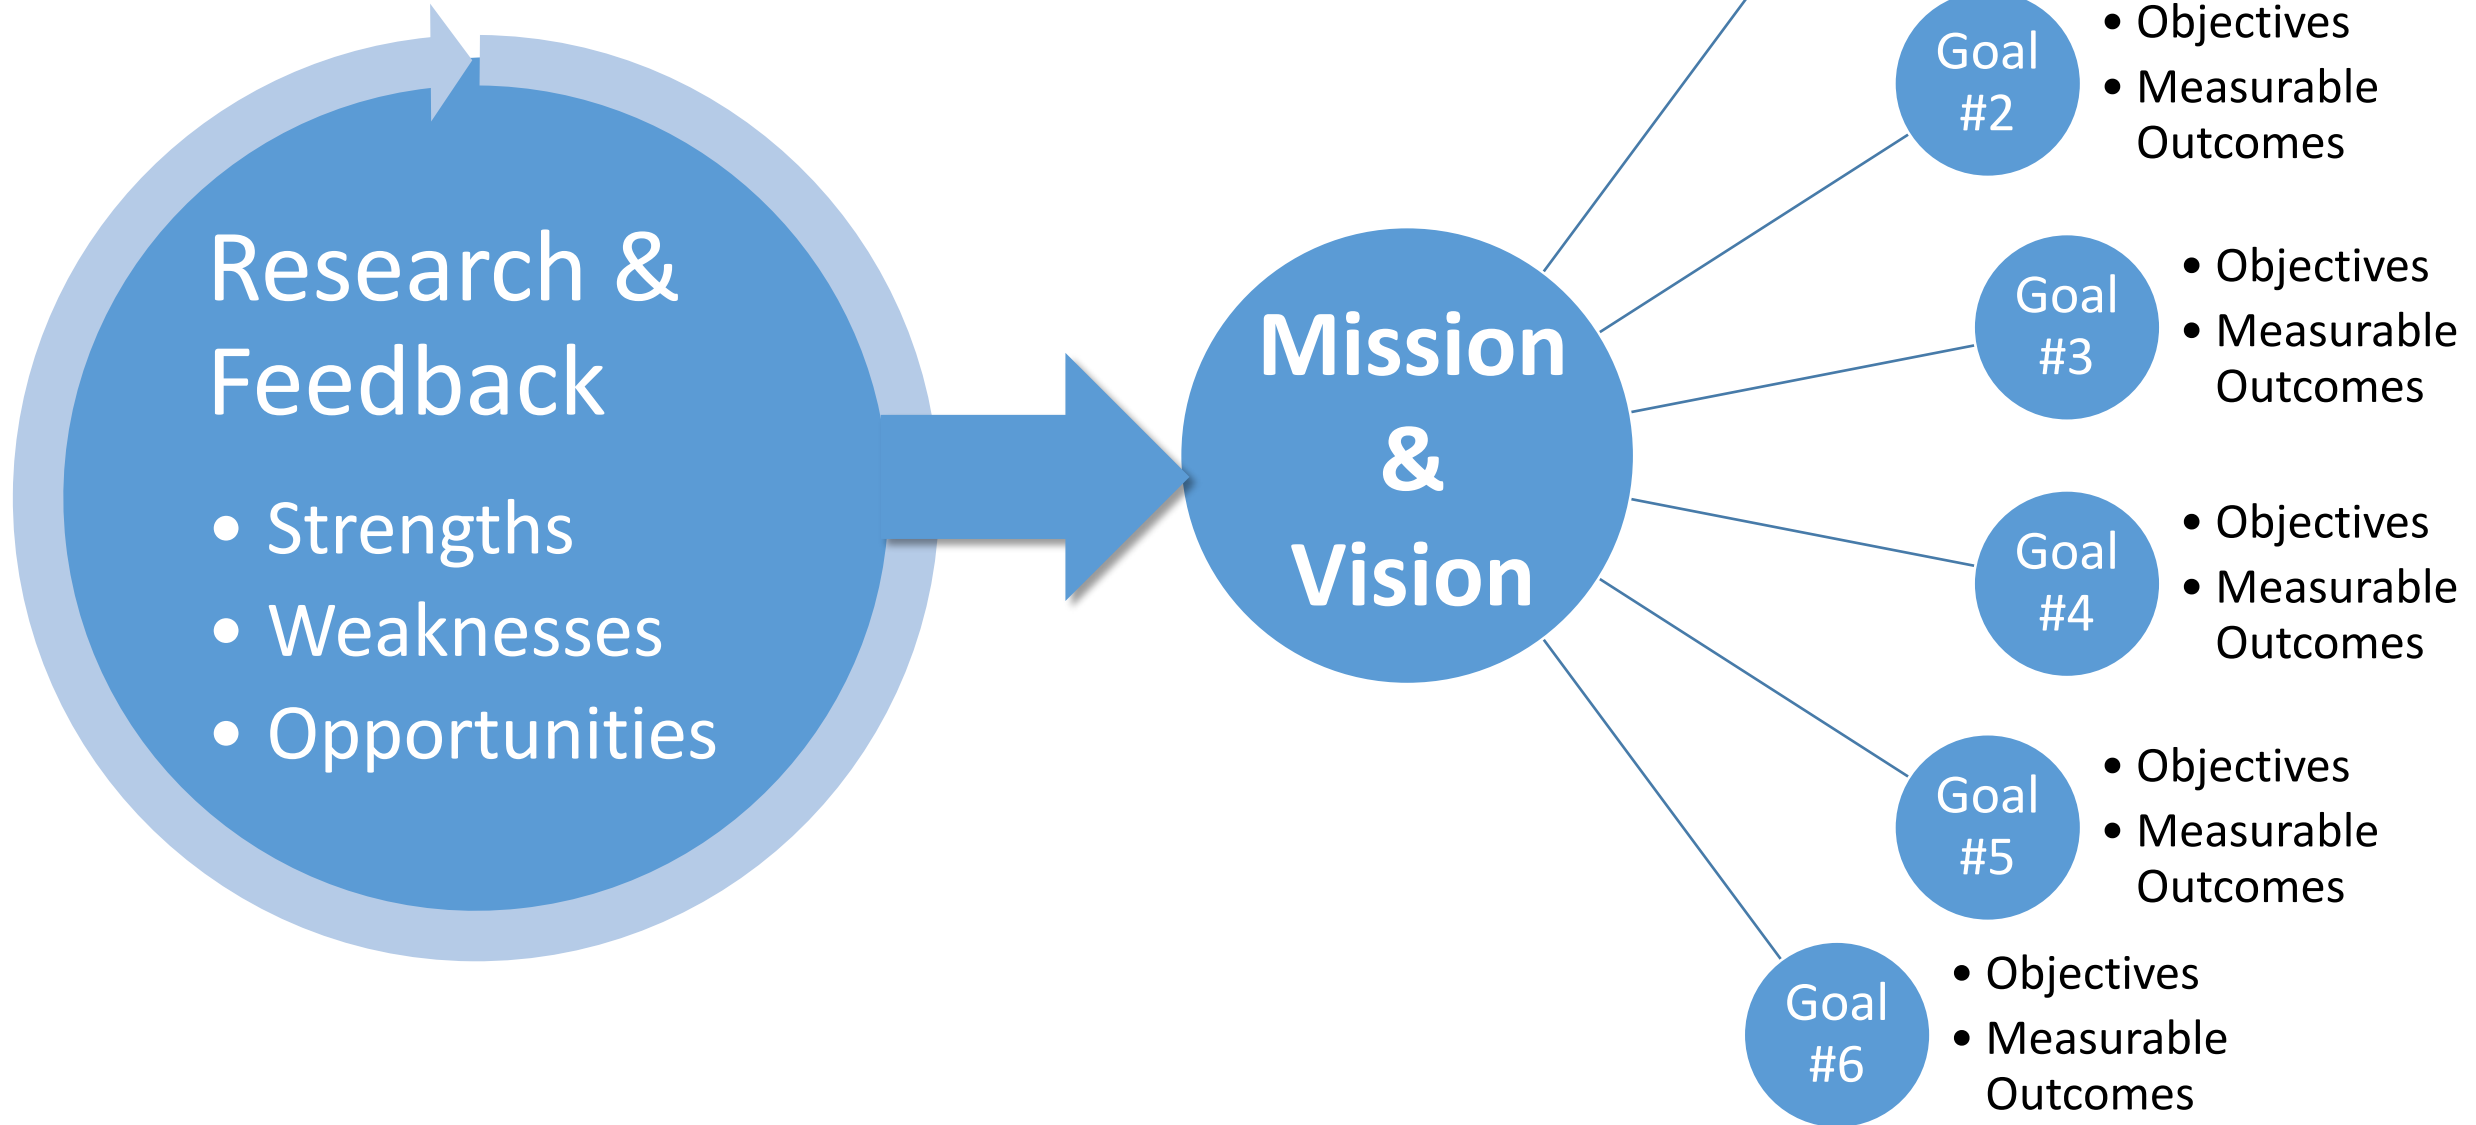 Research &
Feedback
• Strengths
• Weaknesses
• Opportunities
Mission
&
Vision
Goal
#2
• Objectives
• Measurable
Outcomes
Goal
#3
• Objectives
• Measurable
Outcomes
Goal
#4
• Objectives
• Measurable
Outcomes
Goal
#5
• Objectives
• Measurable
Outcomes
Goal
#6
• Objectives
• Measurable
Outcomes